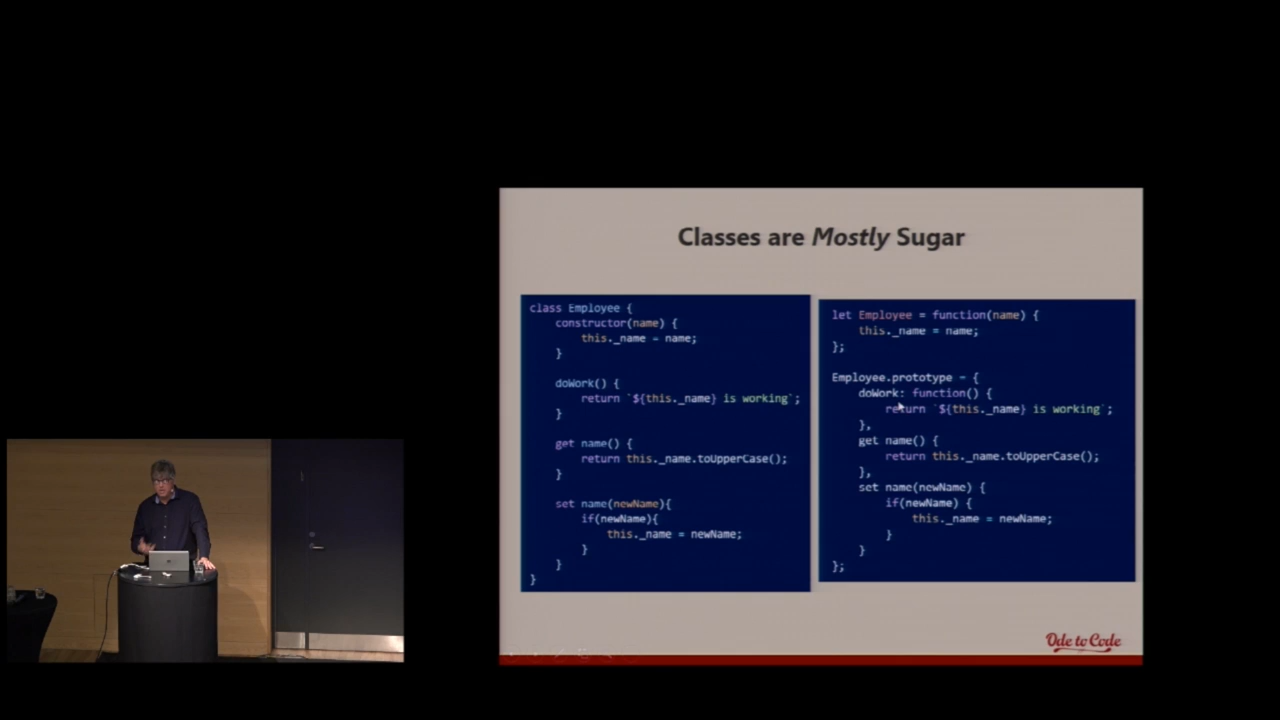 Classes are Mostly Sugar
class Employee {
constructor(name) {
this._name = name;
}
doWork() {
return `${this._name} is working`;
}
get name() {
return this._name.toUpperCase();
}
set name(newName){
if(newName){
this._name = newName;
}
}
}
let Employee = function(name) {
this._name = name;
};
Employee.prototype = {
doWork: function() {
return `${this._name} is working`;
},
get name() {
return this._name.toUpperCase();
},
set name(newName) {
if(newName) {
this._name = newName;
}
}
};
Ode to Code